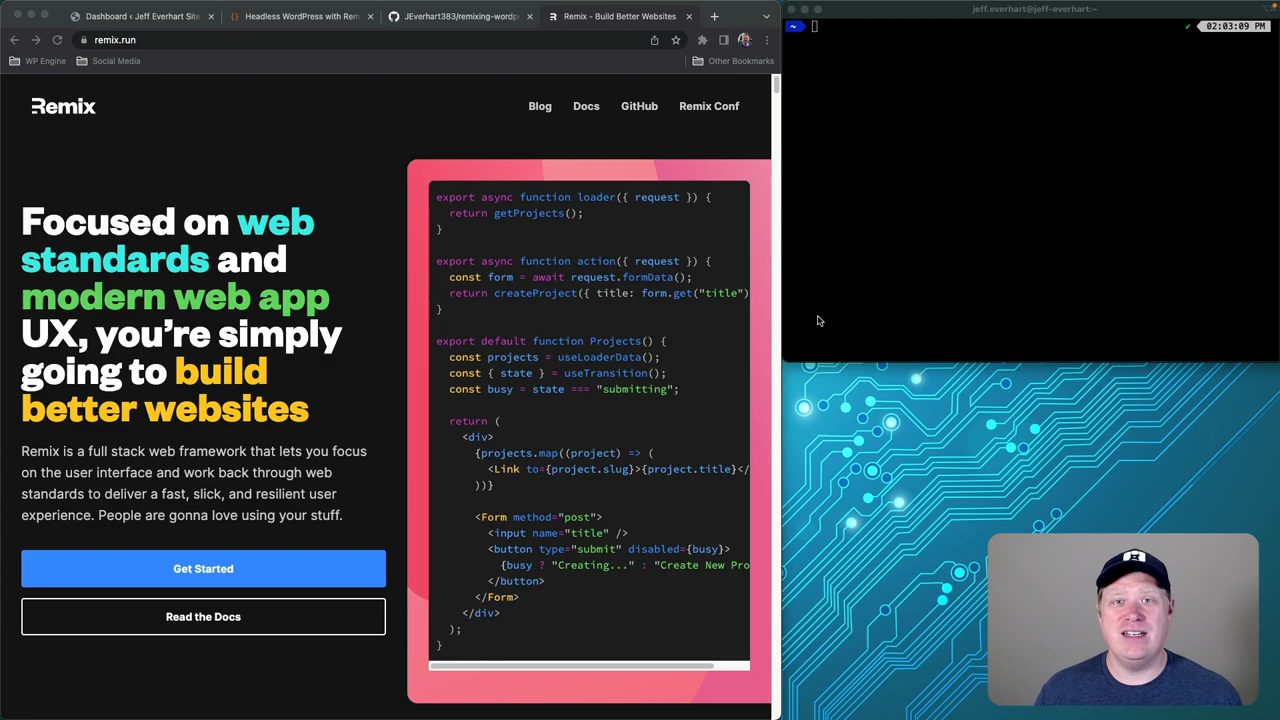 Dashboard ‹ Jeff Everhart Site
Headless WordPress with Rem
JEverhart383/remixing-wordp
Remix - Build Better Websites
remix.run
WP Engine
Social Media
Other Bookmarks
Remix
Blog
Docs
GitHub
Remix Conf
Focused on web
standards and
modern web app
UX, you're simply
going to build
better websites
Remix is a full stack web framework that lets you focus
on the user interface and work back through web
standards to deliver a fast, slick, and resilient user
experience. People are gonna love using your stuff.
Get Started
Read the Docs
export async function loader({ request }) {
return getProjects();
}
export async function action({ request }) {
const form = await request.formData();
return createProject({ title: form.get("title")
}
export default function Projects() {
const projects = useLoaderData();
const { state } = useTransition();
const busy = state === "submitting";
return (
<div>
{projects.map((project) => (
<Link to={project.slug}>{project.title}</
))}
<Form method="post">
<input name="title" />
<button type="submit" disabled={busy}>
{busy ? "Creating..." : "Create New Pro
</button>
</Form>
</div>
);
}
jeff.everhart@jeff-everhart:~
~
✓ 02:03:09 PM